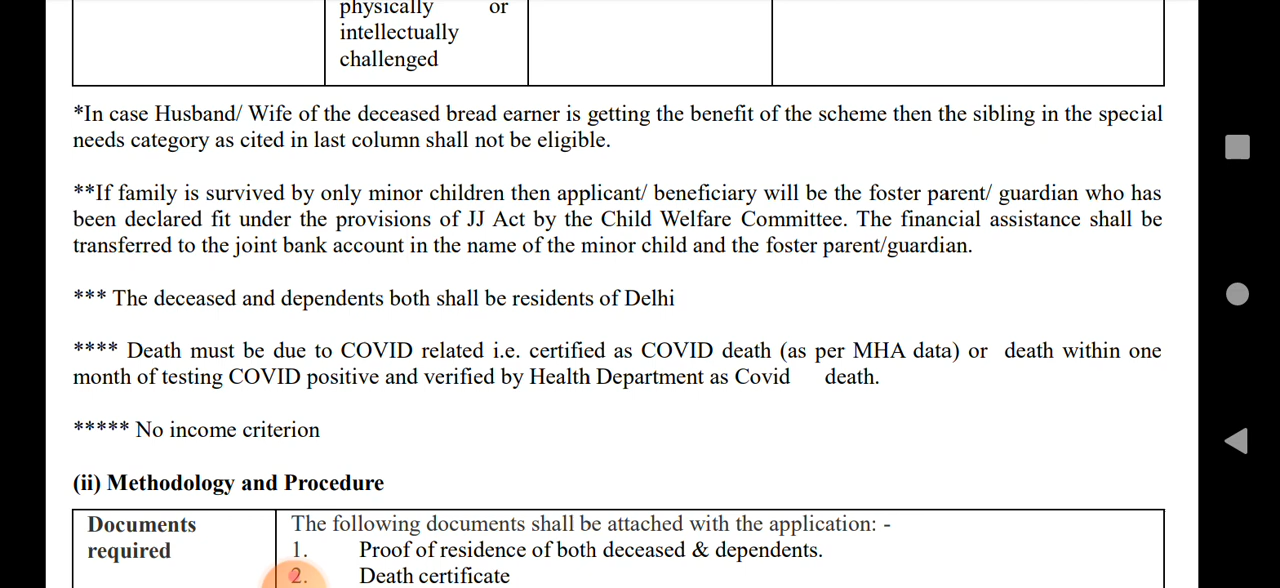 physically or
intellectually
challenged
*In case Husband/ Wife of the deceased bread earner is getting the benefit of the scheme then the sibling in the special
needs category as cited in last column shall not be eligible.
**If family is survived by only minor children then applicant/ beneficiary will be the foster parent/ guardian who has
been declared fit under the provisions of JJ Act by the Child Welfare Committee. The financial assistance shall be
transferred to the joint bank account in the name of the minor child and the foster parent/guardian.
*** The deceased and dependents both shall be residents of Delhi
**** Death must be due to COVID related i.e. certified as COVID death (as per MHA data) or death within one
month of testing COVID positive and verified by Health Department as Covid death.
***** No income criterion
(ii) Methodology and Procedure
Documents
required
The following documents shall be attached with the application: -
1. Proof of residence of both deceased & dependents.
2. Death certificate